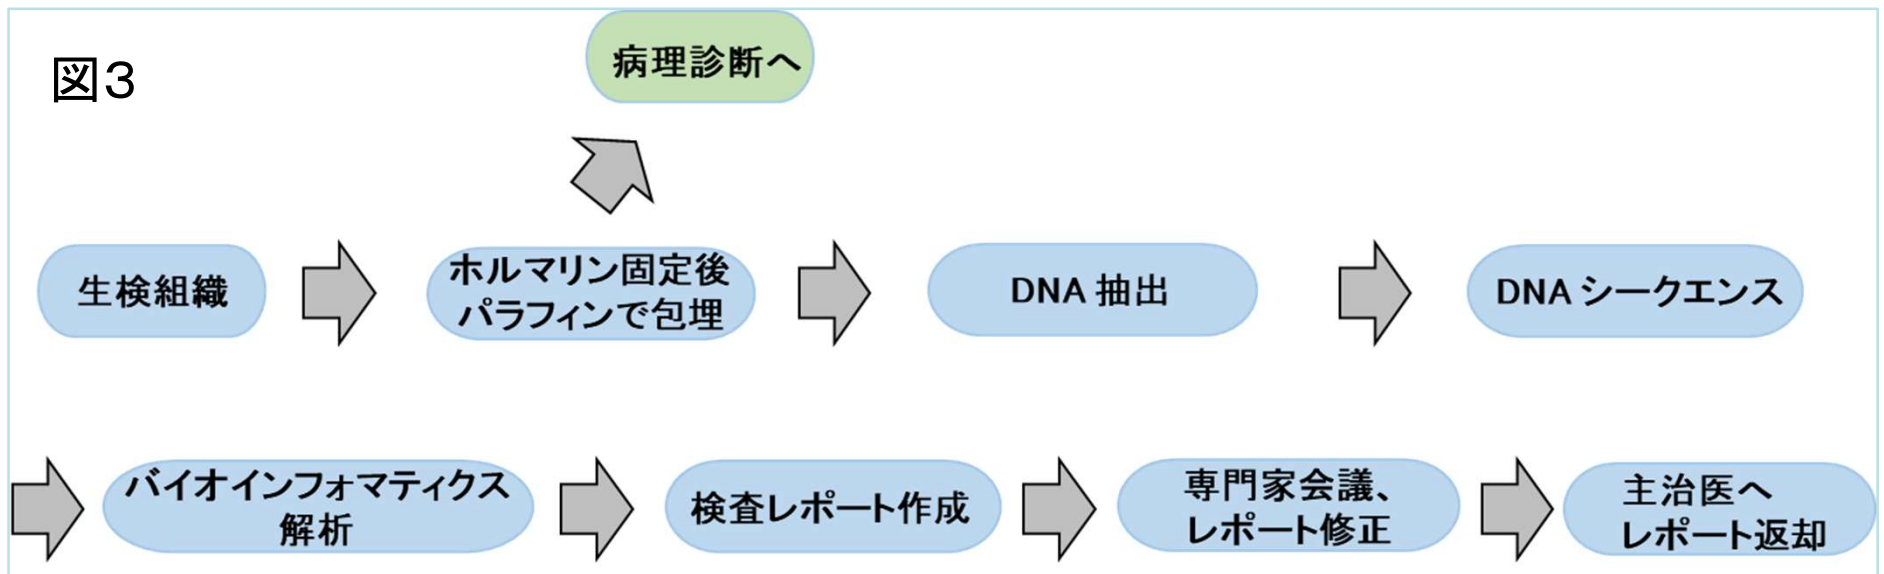 図3
病理診断へ
生検組織
ホルマリン固定後
パラフィンで包埋
DNA 抽出
DNA シークエンス
バイオインフォマティクス
解析
検査レポート作成
専門家会議、
レポート修正
主治医へ
レポート返却